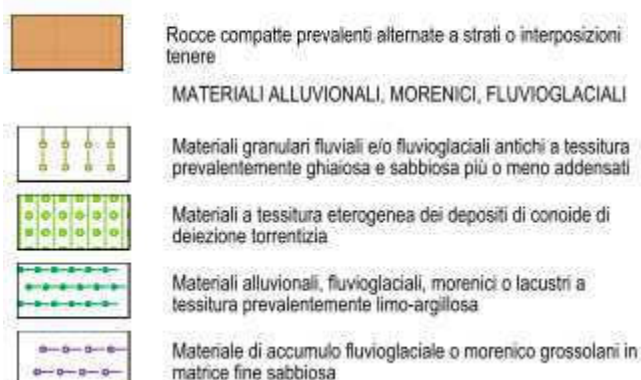 Rocce compatte prevalenti alternate a strati o interposizioni
tenere
MATERIALI ALLUVIONALI, MORENICI, FLUVIOGLACIALI
Materiali granulari fluviali e/o fluvioglaciali antichi a tessitura
prevalentemente ghiaiosa e sabbiosa più o meno addensati
Materiali a tessitura eterogenea dei depositi di conoide di
deiezione torrentizia
Materiali alluvionali, fluvioglaciali, morenici o lacustri a
tessitura prevalentemente limo-argillosa
Materiale di accumulo fluvioglaciale o morenico grossolani in
matrice fine sabbiosa